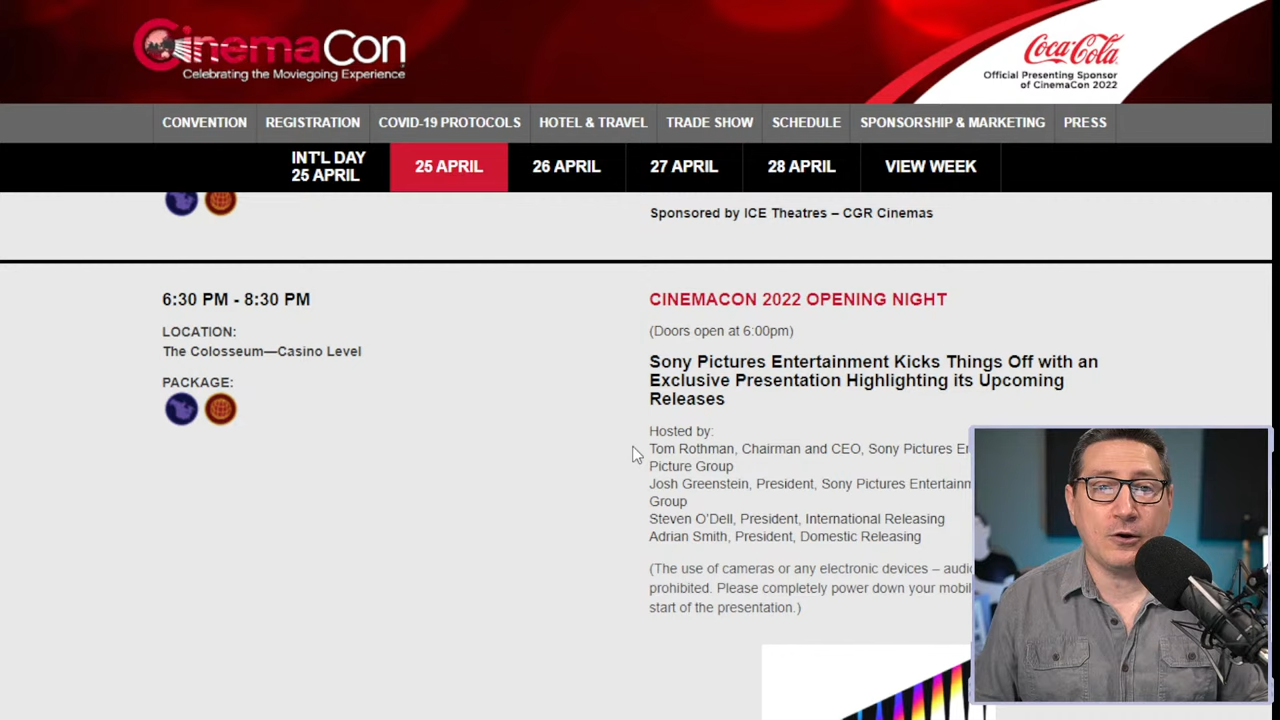 CinemaCon
Celebrating the Moviegoing Experience
Coca-Cola
Official Presenting Sponsor
of CinemaCon 2022
CONVENTION
REGISTRATION
COVID-19 PROTOCOLS
HOTEL & TRAVEL
TRADE SHOW
SCHEDULE
SPONSORSHIP & MARKETING
PRESS
INT'L DAY
25 APRIL
25 APRIL
26 APRIL
27 APRIL
28 APRIL
VIEW WEEK
Sponsored by ICE Theatres – CGR Cinemas
6:30 PM - 8:30 PM
LOCATION:
The Colosseum—Casino Level
PACKAGE:
CINEMACON 2022 OPENING NIGHT
(Doors open at 6:00pm)
Sony Pictures Entertainment Kicks Things Off with an
Exclusive Presentation Highlighting its Upcoming
Releases
Hosted by:
Tom Rothman, Chairman and CEO, Sony Pictures
Picture Group
Josh Greenstein, President, Sony Pictures
Group
Steven O'Dell, President, International Releasing
Adrian Smith, President, Domestic Releasing
(The use of cameras or any electronic devices –
prohibited. Please completely power down your
start of the presentation.)